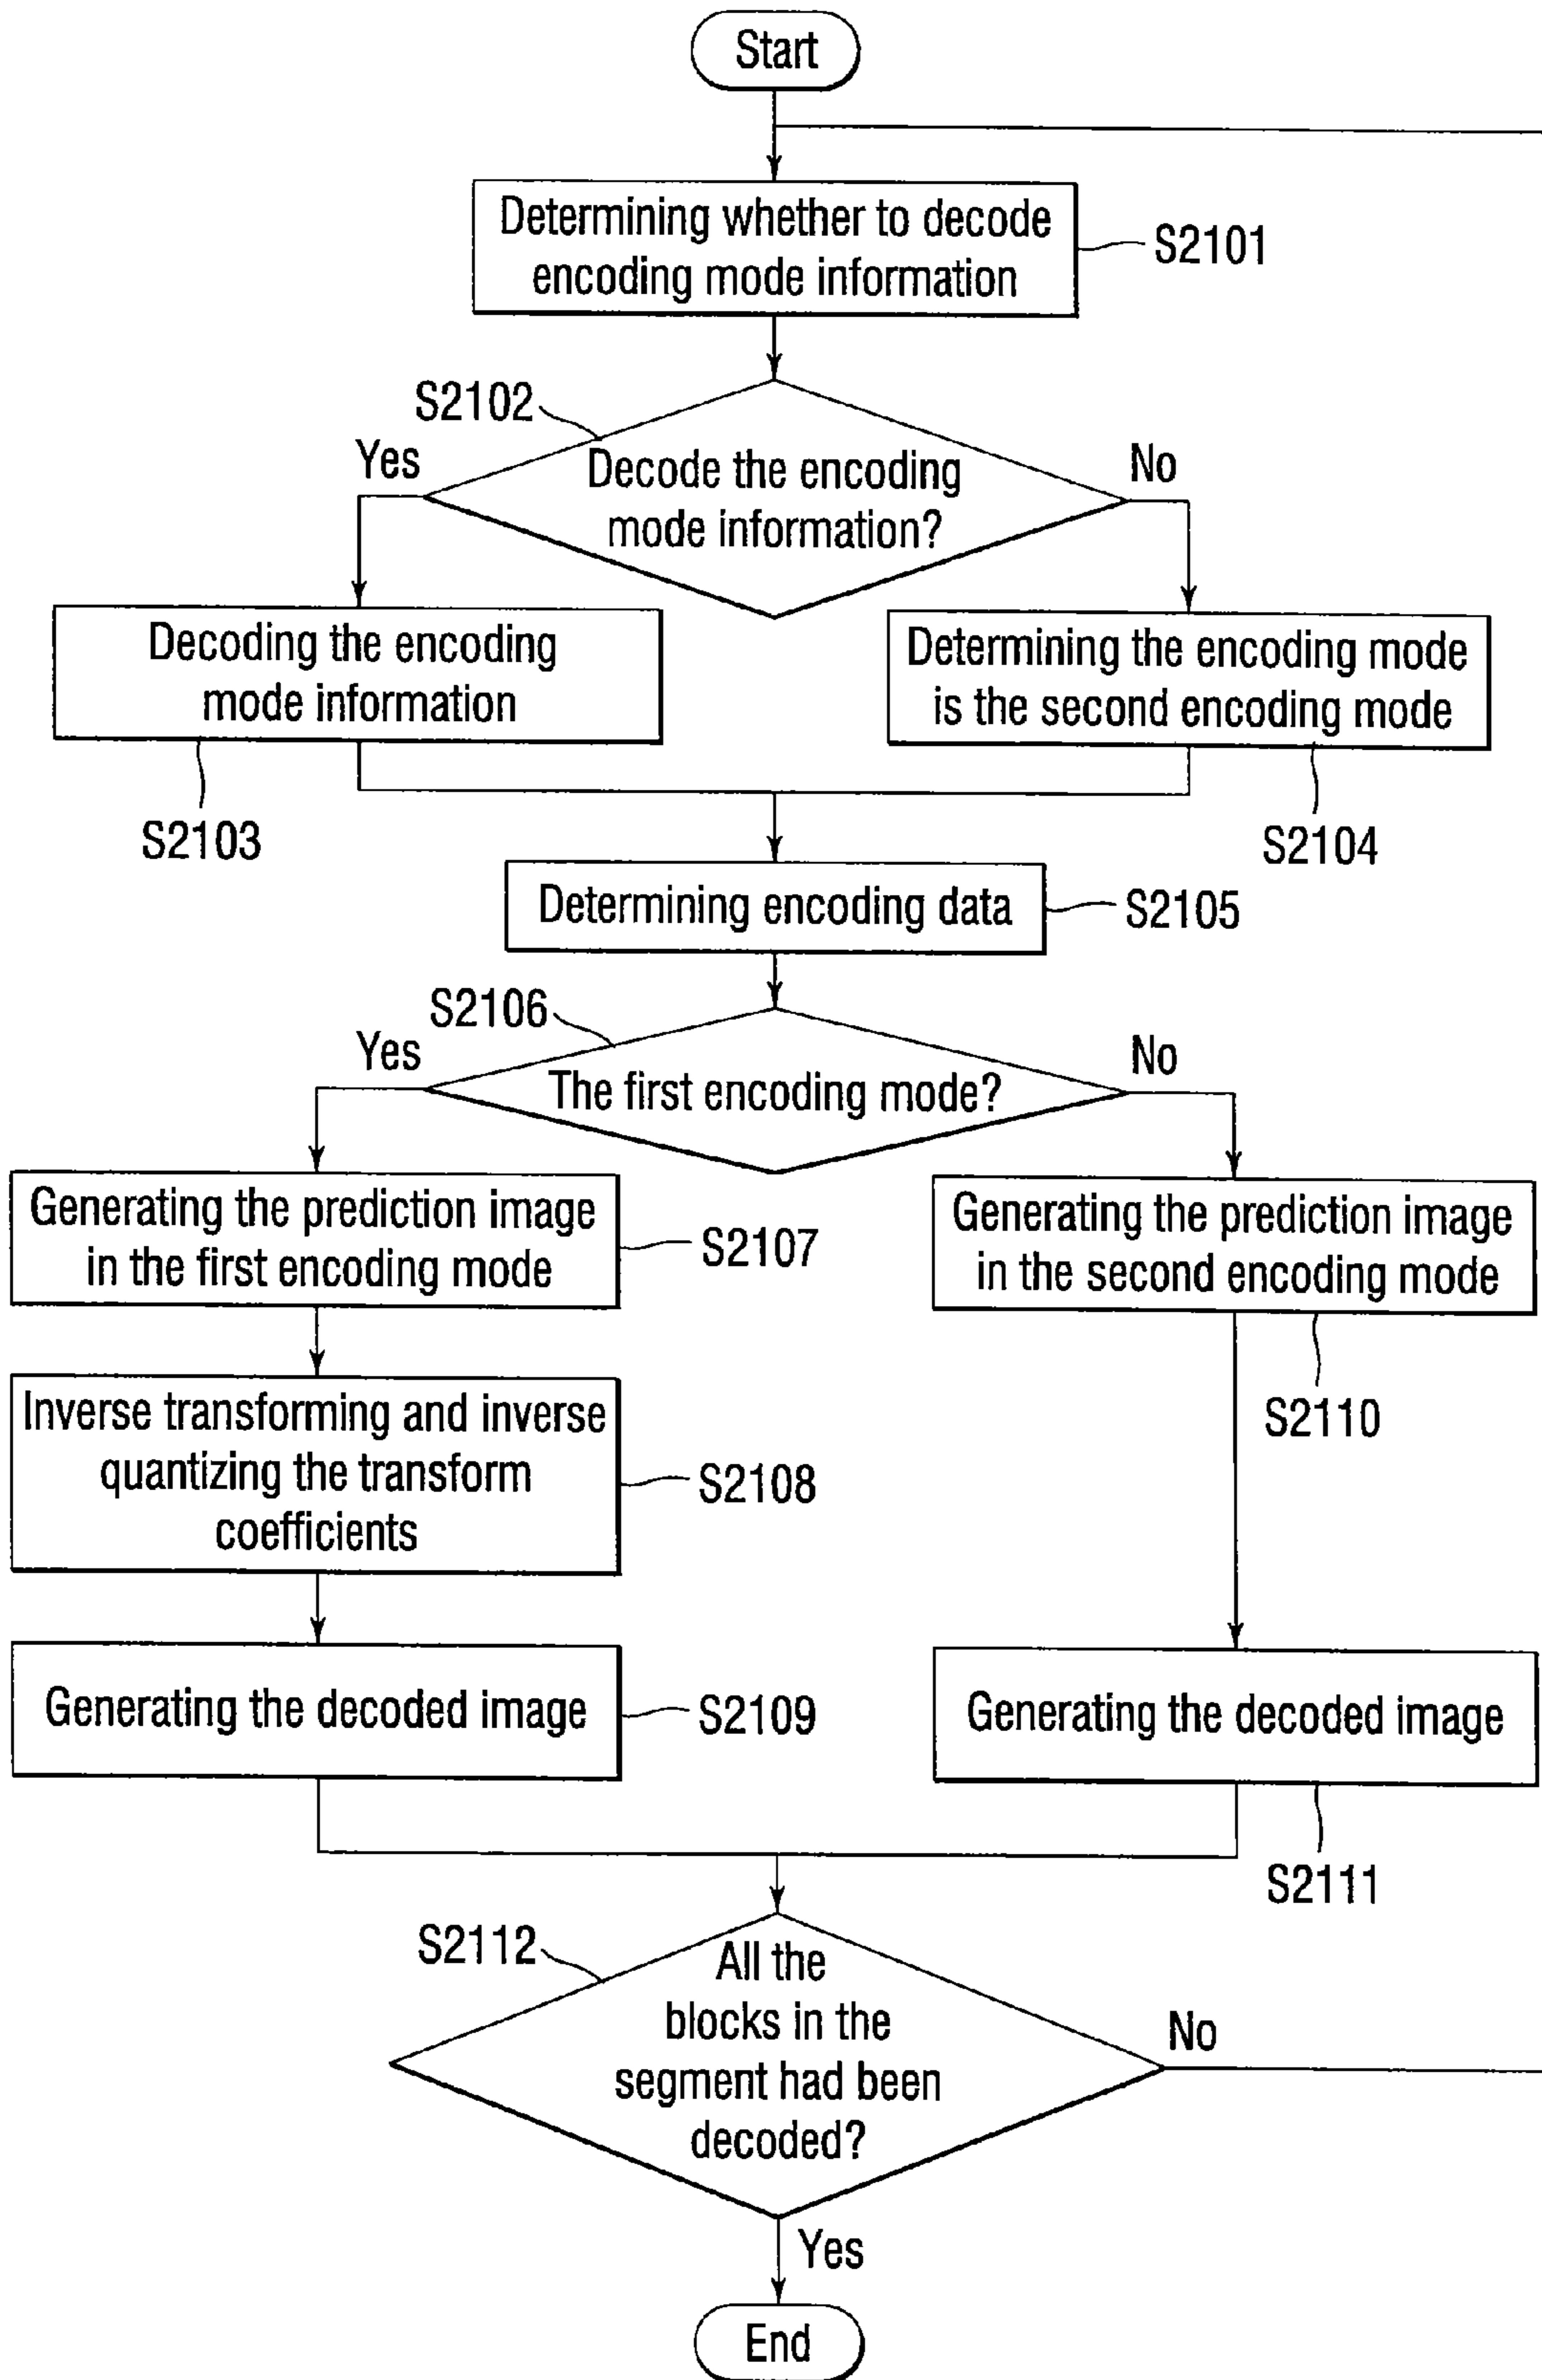 Start
Determining whether to decode
encoding mode information
S2101
S2102
Yes
No
Decode the encoding
mode information?
Decoding the encoding
mode information
Determining the encoding mode
is the second encoding mode
S2103
S2104
Determining encoding data
S2105
S2106
Yes
No
The first encoding mode?
Generating the prediction image
in the first encoding mode
S2107
Generating the prediction image
in the second encoding mode
S2110
Inverse transforming and inverse
quantizing the transform
coefficients
S2108
Generating the decoded image
S2109
Generating the decoded image
S2111
S2112
All the
blocks in the
segment had been
decoded?
No
Yes
End